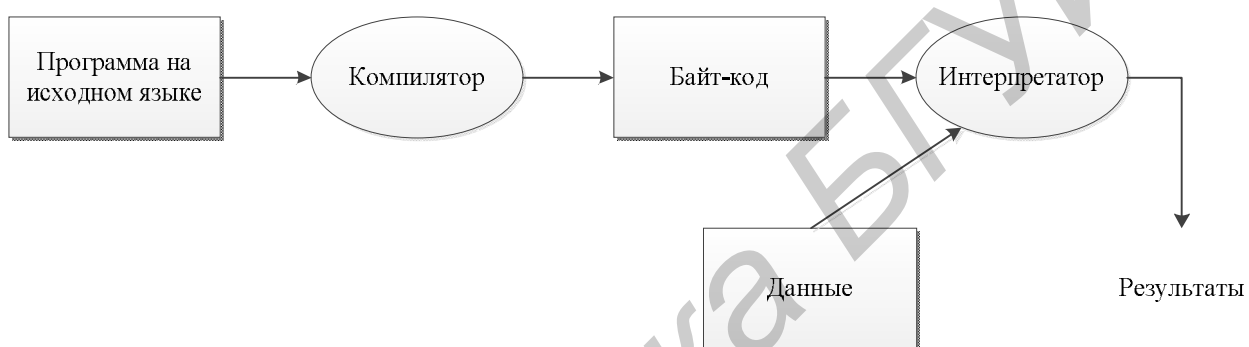 Программа на
исходном языке
Компилятор
Байт-код
Интерпретатор
Данные
Результаты